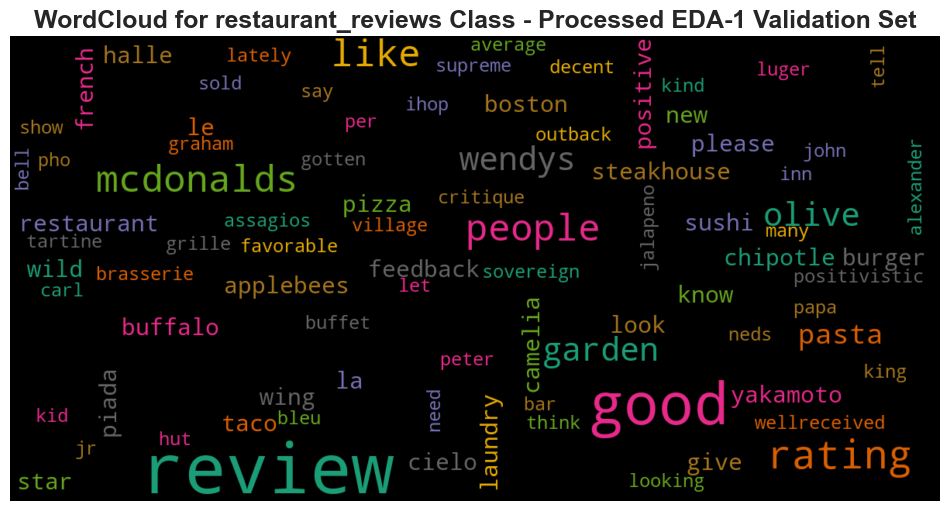 WordCloud for restaurant_reviews Class - Processed EDA-1 Validation Set
french
halle
lately
like
average
supreme
decent
positive
kind
luger
tell
sold
say
ihop
boston
new
show
le
per
outback
please
john
bell
pho
graham
gotten
wendys
steakhouse
inn
alexander
mcdonalds
critique
jalapeno
restaurant
assagios
pizza
village
people
sushi
olive
many
tartine
grille
favorable
wild
brasserie
feedback
sovereign
chipotle
burger
positivistic
carl
applebees
let
know
papa
buffalo
buffet
camelia
look
neds
pasta
garden
peter
king
piada
la
wing
need
laundry
good
yakamoto
kid
taco
bleu
bar
think
wellreceived
jr
hut
review
cielo
give
rating
star
looking